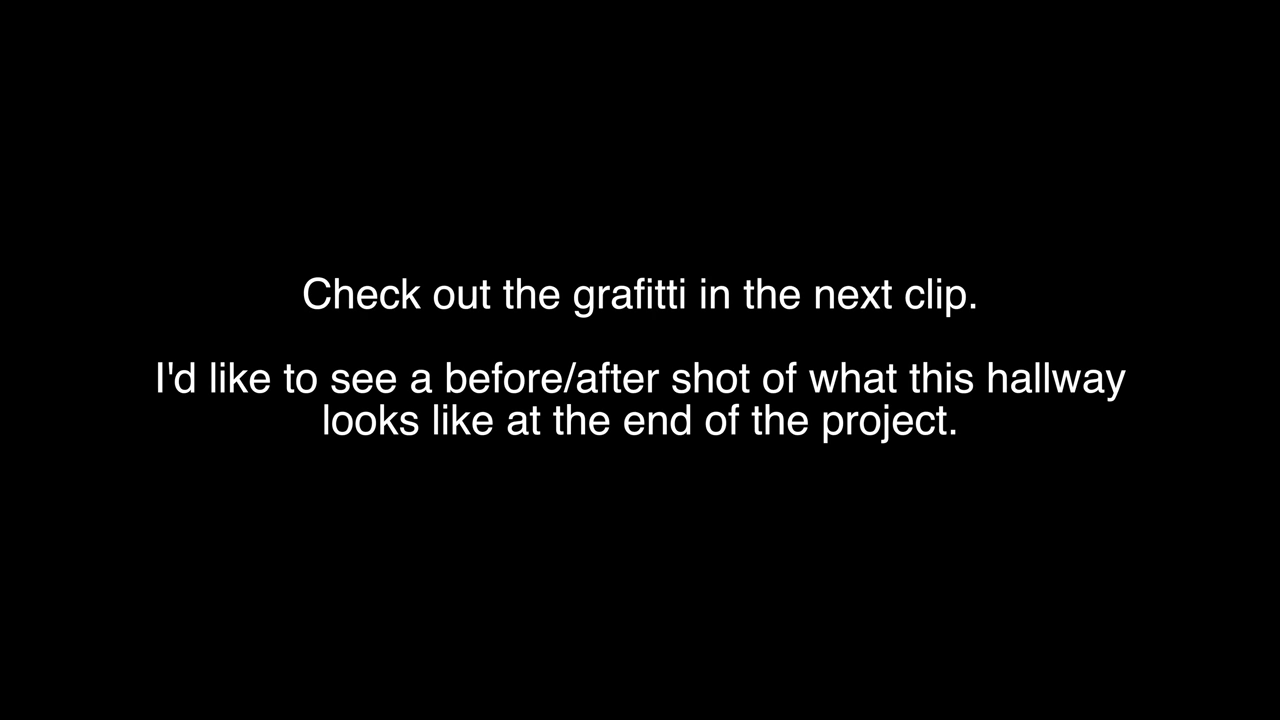 Check out the grafitti in the next clip.
I'd like to see a before/after shot of what this hallway
looks like at the end of the project.